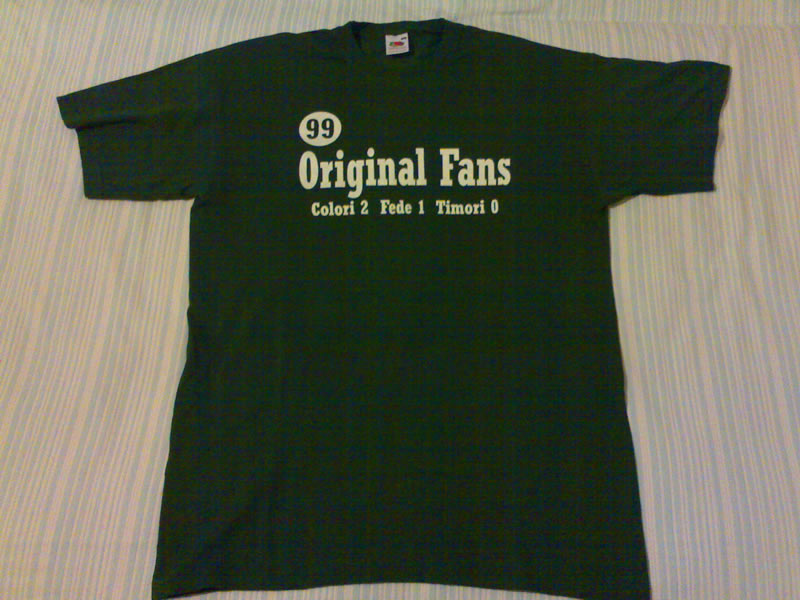 99
Original Fans
Colori 2 Fede 1 Timori 0